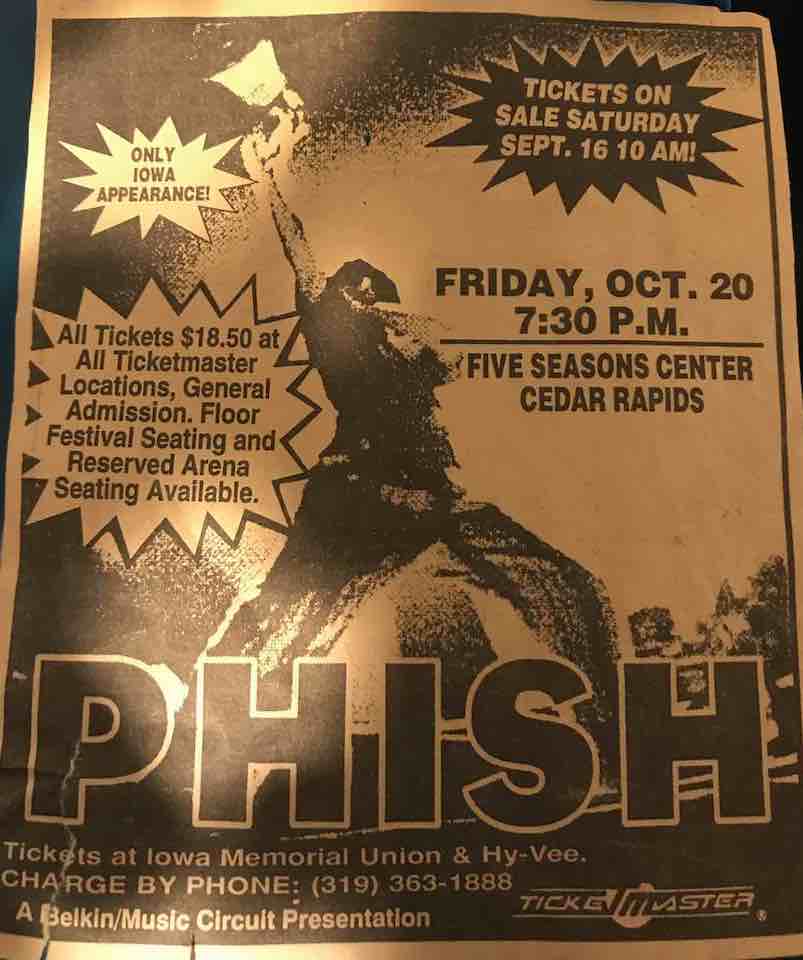 TICKETS ON
SALE SATURDAY
SEPT. 16 10 AM!
ONLY
IOWA
APPEARANCE!
FRIDAY, OCT. 20
7:30 P.M.
FIVE SEASONS CENTER
CEDAR RAPIDS
All Tickets $18.50 at
All Ticketmaster
Locations, General
Admission. Floor
Festival Seating and
Reserved Arena
Seating Available.
PHISH
Tickets at Iowa Memorial Union & Hy-Vee.
CHARGE BY PHONE: (319) 363-1888
TICKETMASTER®
A Belkin/Music Circuit Presentation